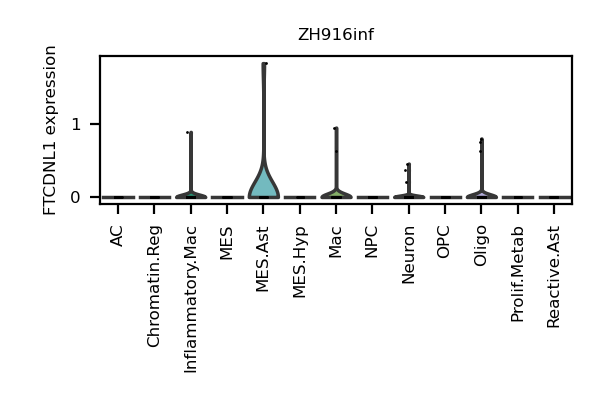 ZH916inf
FTCDNL1 expression
1
0
AC
Chromatin.Reg
Inflammatory.Mac
MES
MES.Ast
MES.Hyp
Mac
NPC
Neuron
OPC
Oligo
Prolif.Metab
Reactive.Ast